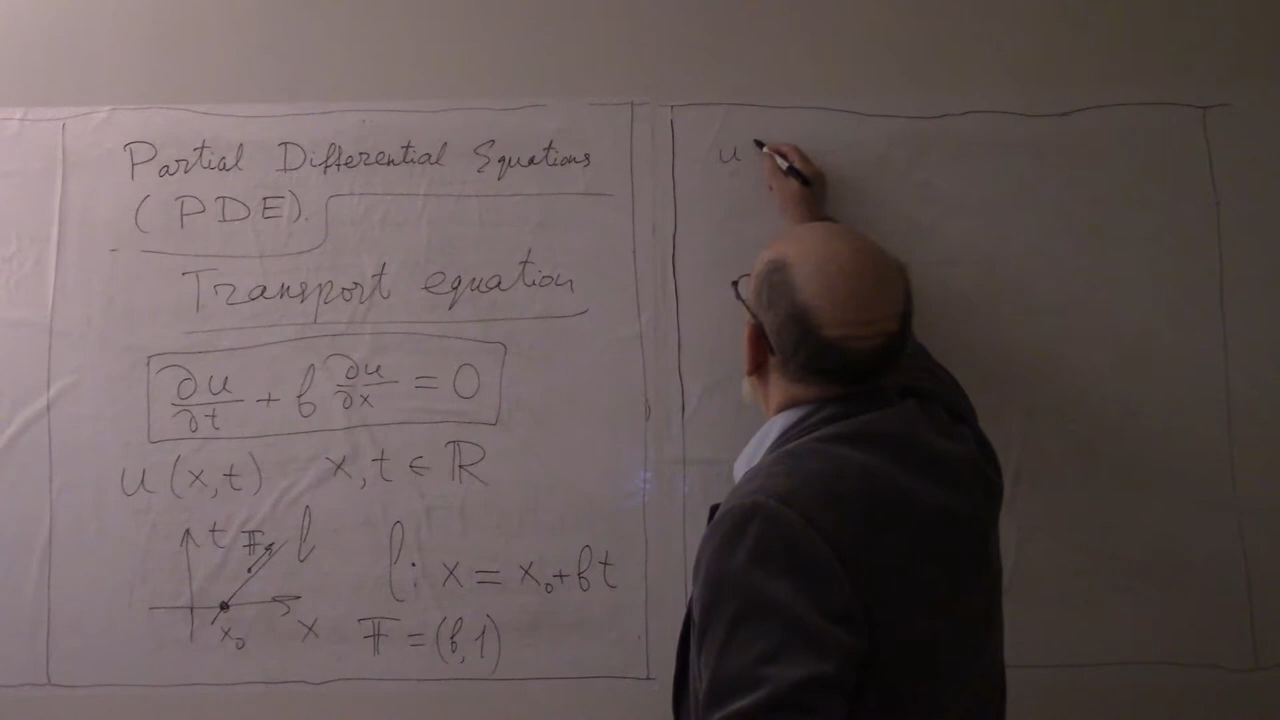 Partial Differential Equations
(PDE).
Transport equation
∂u/∂t + b ∂u/∂x = 0
u(x,t) x,t ∈ ℝ
t l
l: x = x₀+bt
x₀ x = (b,1)
u